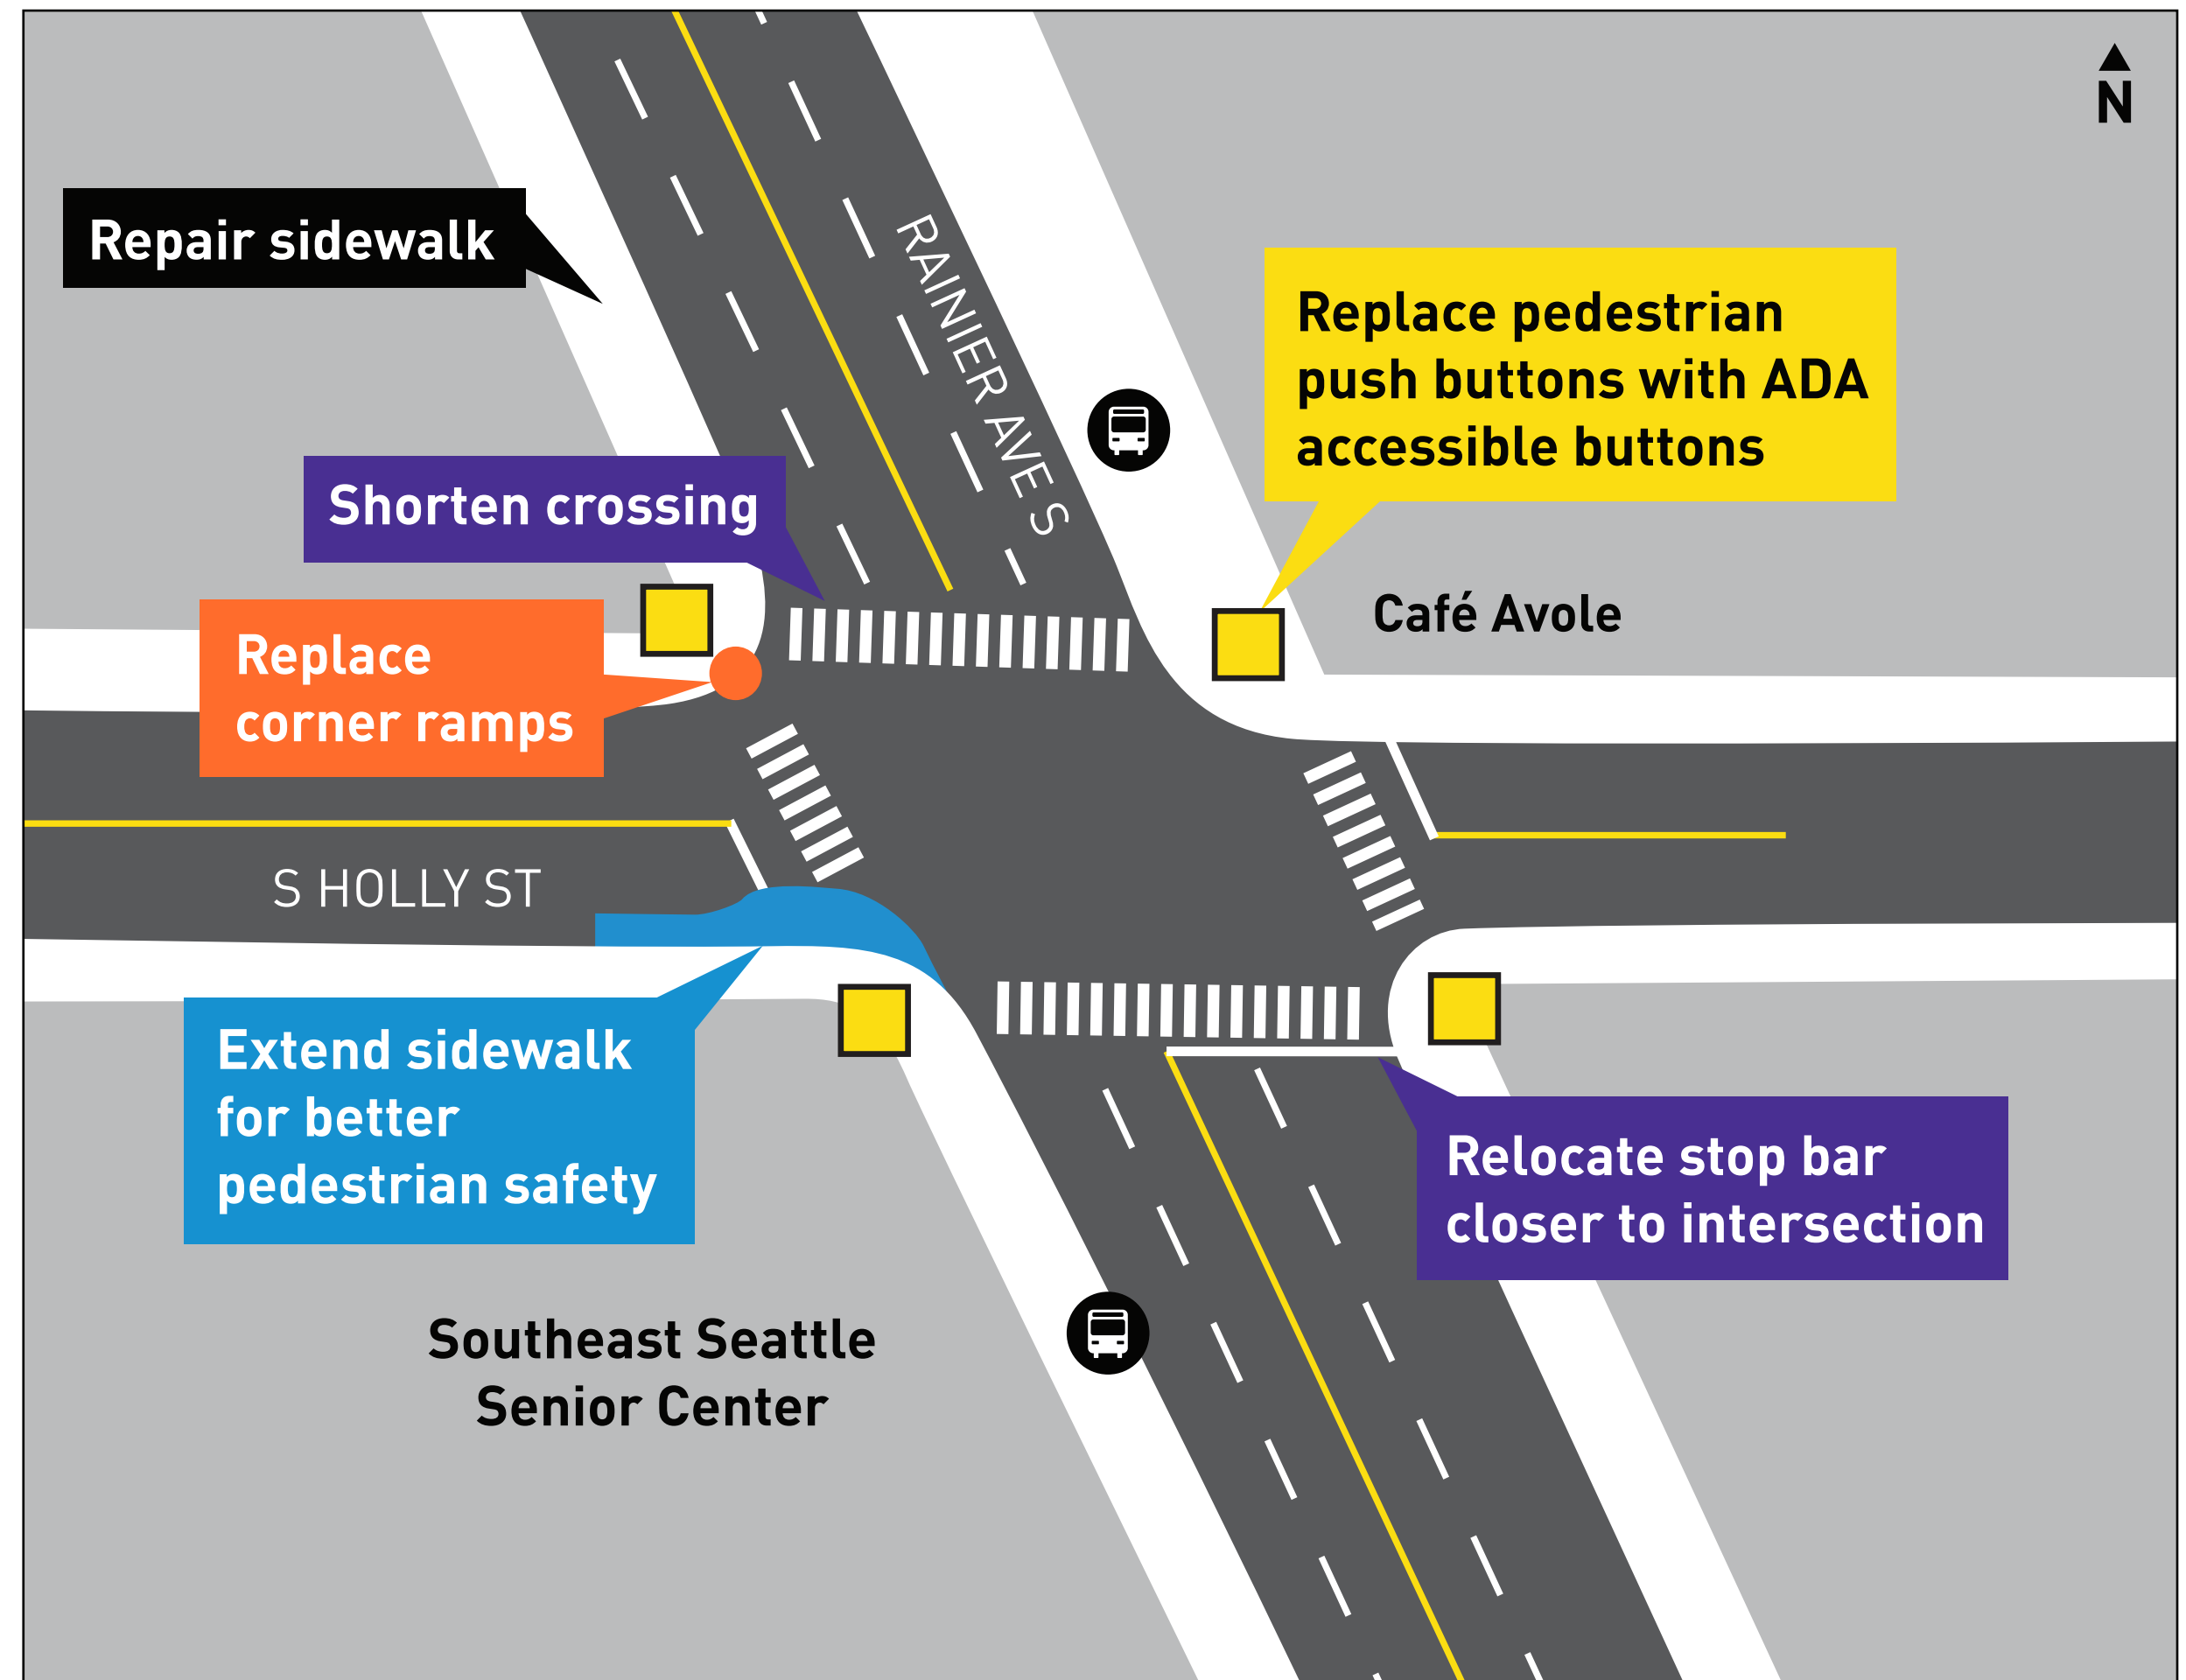 N
Repair sidewalk
RAINIER AVE S
Replace pedestrian
push buttons with ADA
accessible buttons
Shorten crossing
Café Avole
Replace
corner ramps
S HOLLY ST
Extend sidewalk
for better
pedestrian safety
Relocate stop bar
closer to intersection
Southeast Seattle
Senior Center